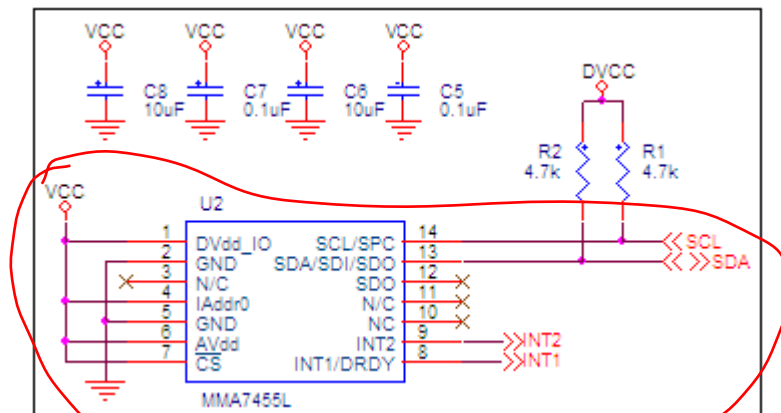 VCC VCC VCC VCC
C8 C7 C6 C5
10uF 0.1uF 10uF 0.1uF
DVCC
R2 R1
4.7k 4.7k
VCC
U2
1 DVdd_IO SCL/SPC 14 SCL
2 GND SDA/SDI/SDO 13 SDA
3 N/C SDO 12
4 IAddr0 N/C 11
5 GND NC 10
6 AVdd INT2 9 INT2
7 CS INT1/DRDY 8 INT1
MMA7455L